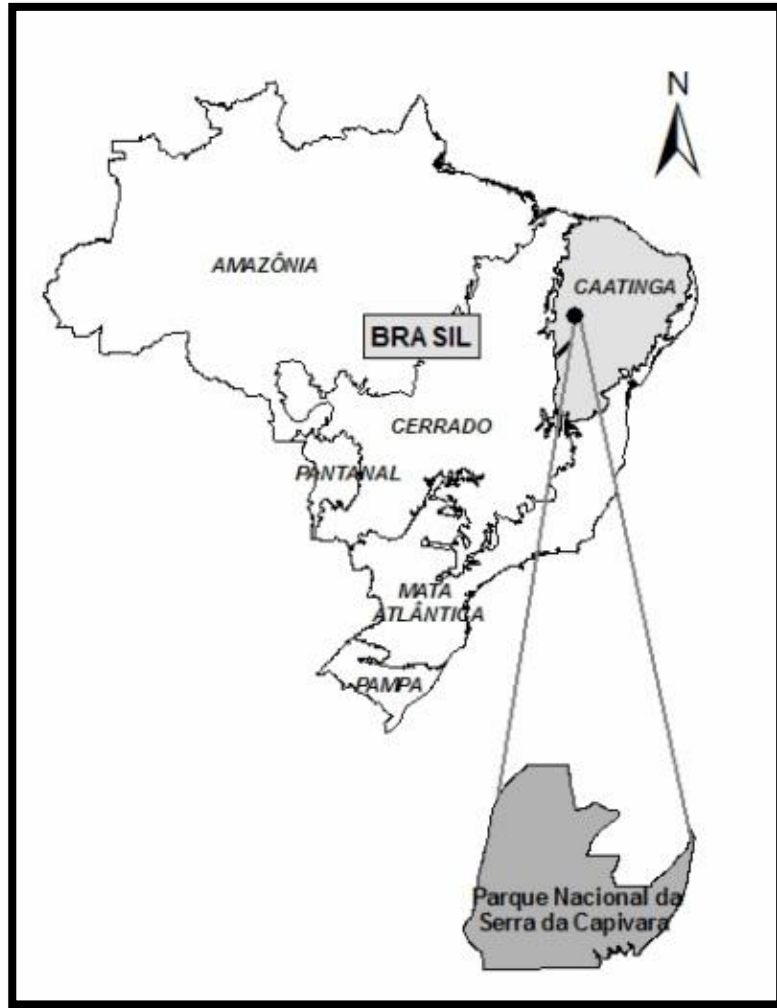 N
AMAZÔNIA
CAATINGA
BRASIL
CERRADO
PANTANAL
MATA
ATLÂNTICA
PAMPA
Parque Nacional da
Serra da Capivara